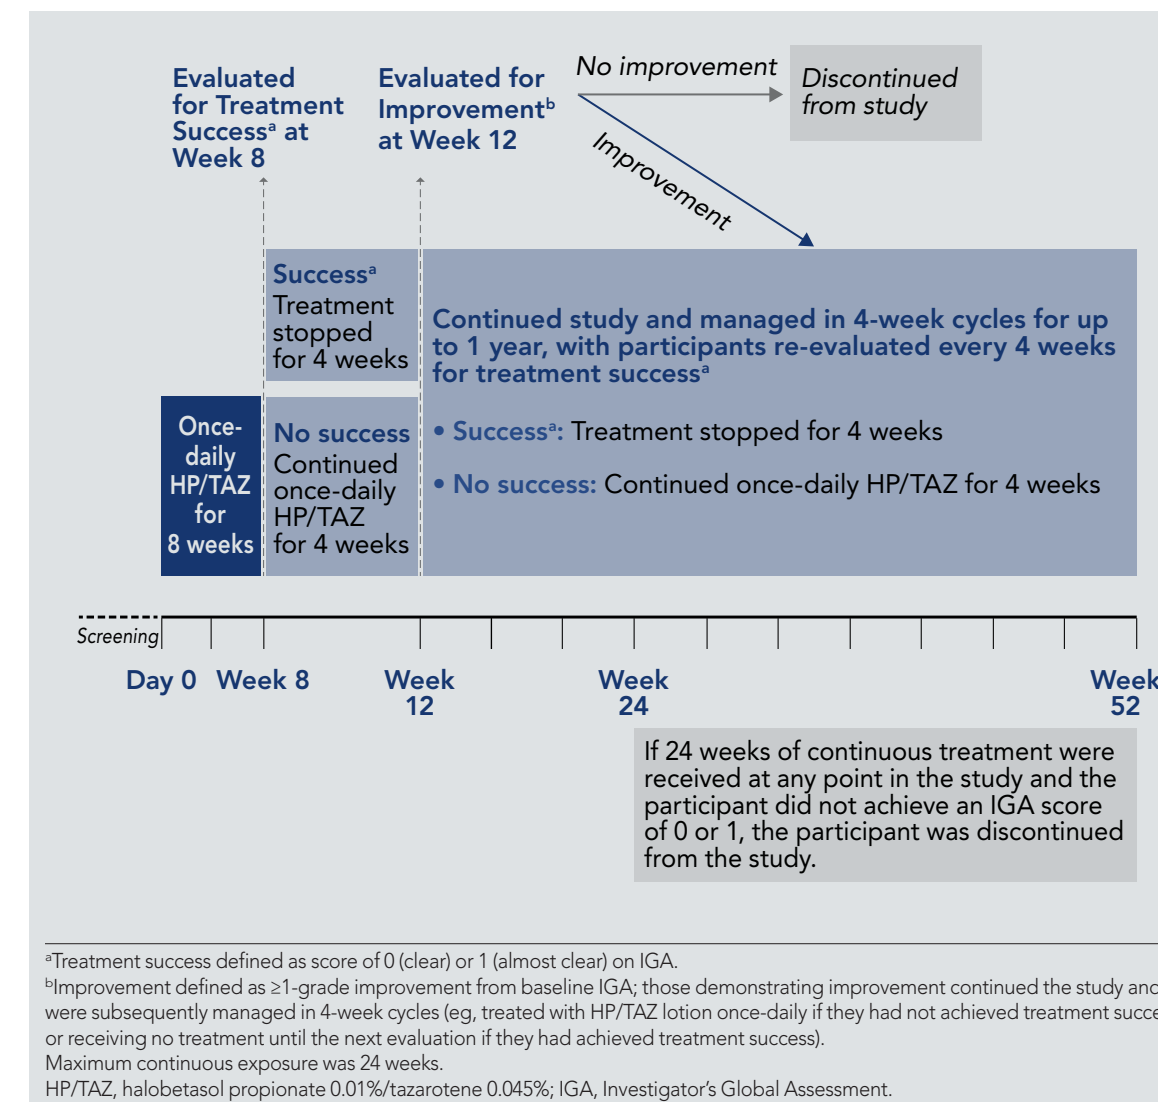 Evaluated
for Treatment
Successᵃ at
Week 8
Evaluated for
Improvementᵇ
at Week 12
No improvement
Discontinued
from study
Improvement
Successᵃ
Treatment
stopped
for 4 weeks
Once-
daily
HP/TAZ
for
8 weeks
No success
Continued
once-daily
HP/TAZ
for 4 weeks
Continued study and managed in 4-week cycles for up
to 1 year, with participants re-evaluated every 4 weeks
for treatment successᵃ
• Successᵃ: Treatment stopped for 4 weeks
• No success: Continued once-daily HP/TAZ for 4 weeks
Screening
Day 0
Week 8
Week
12
Week
24
Week
52
If 24 weeks of continuous treatment were
received at any point in the study and the
participant did not achieve an IGA score
of 0 or 1, the participant was discontinued
from the study.
ᵃTreatment success defined as score of 0 (clear) or 1 (almost clear) on IGA.
ᵇImprovement defined as ≥1-grade improvement from baseline IGA; those demonstrating improvement continued the study and
were subsequently managed in 4-week cycles (eg, treated with HP/TAZ lotion once-daily if they had not achieved treatment succe
or receiving no treatment until the next evaluation if they had achieved treatment success).
Maximum continuous exposure was 24 weeks.
HP/TAZ, halobetasol propionate 0.01%/tazarotene 0.045%; IGA, Investigator’s Global Assessment.